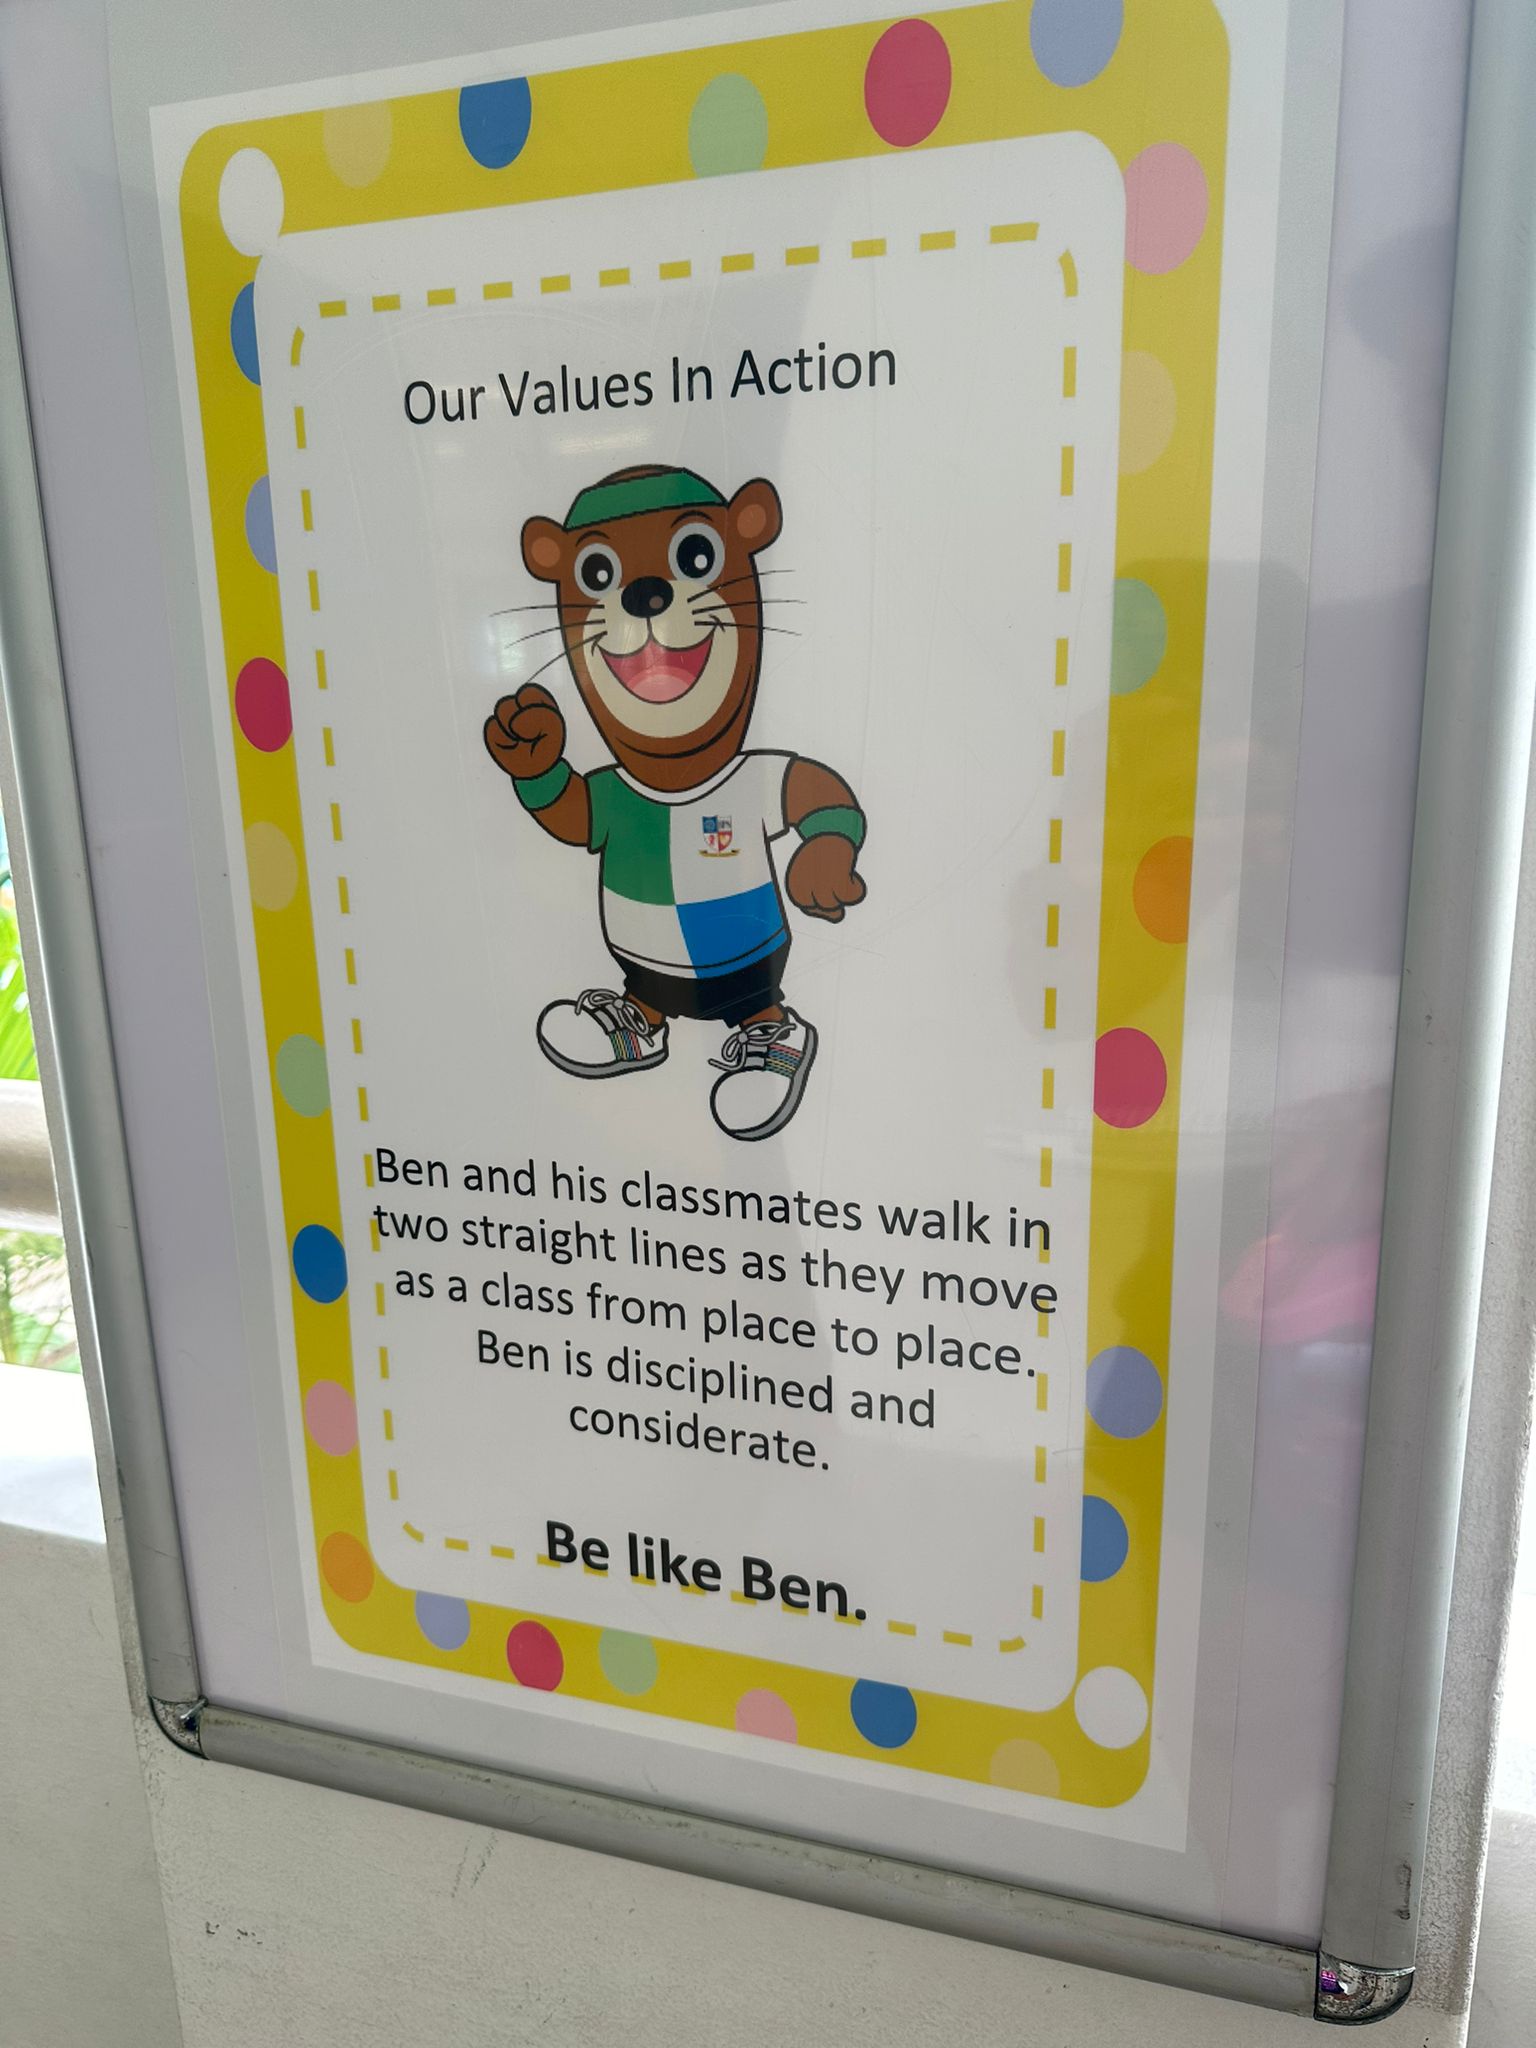 Our Values In Action
Ben and his classmates walk in
two straight lines as they move
as a class from place to place.
Ben is disciplined and
considerate.
Be like Ben.